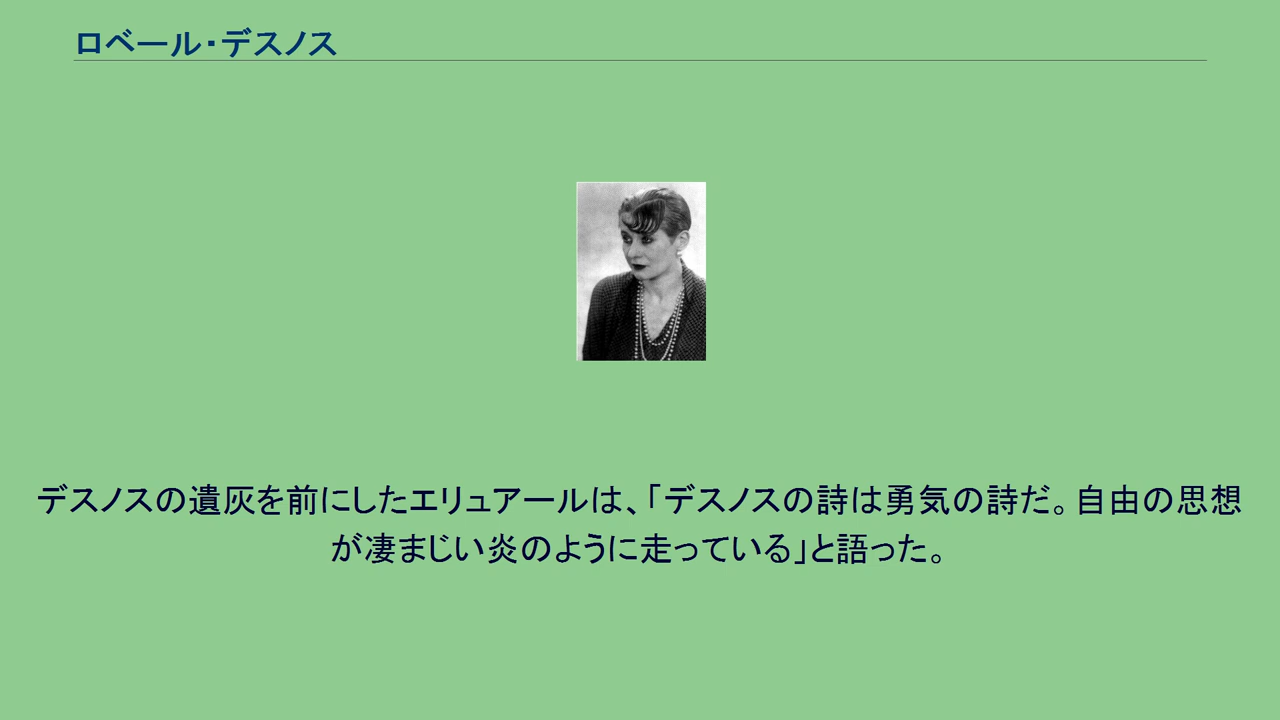 ロベール・デスノス
デスノスの遺灰を前にしたエリュアールは、「デスノスの詩は勇気の詩だ。自由の思想
が凄まじい炎のように走っている」と語った。